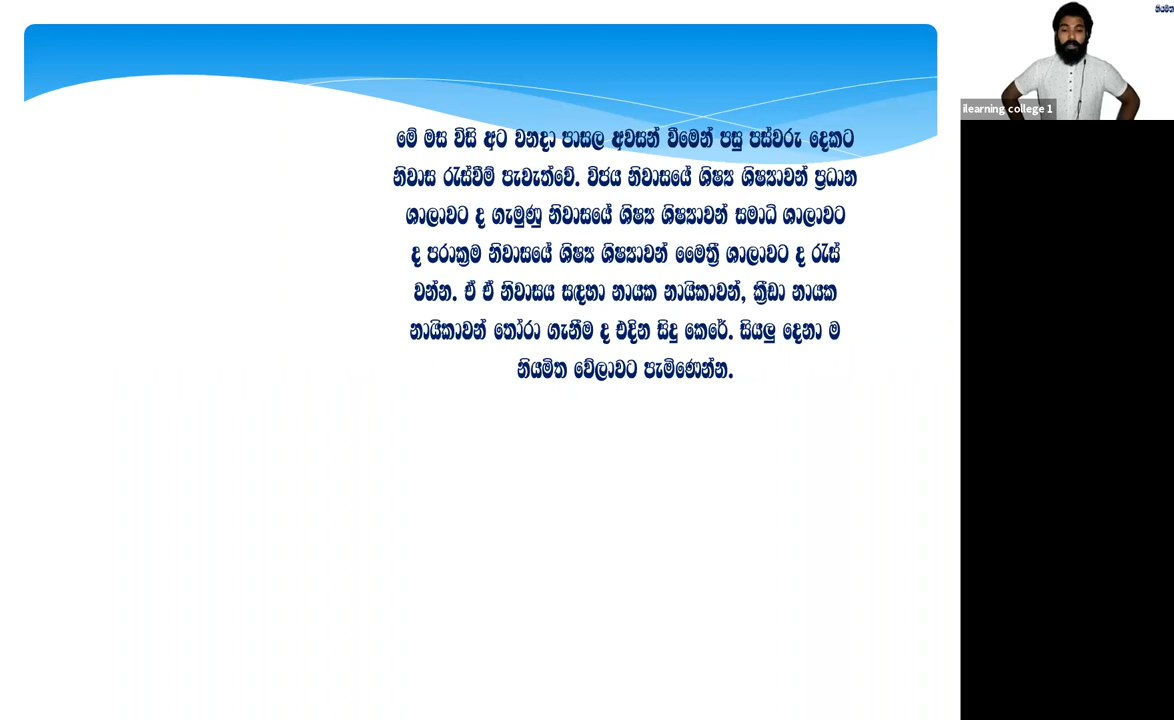 නියමිත
ilearning college 1
මේ මස විසි අට වනදා පාසල අවසන් වීමෙන් පසු පස්වරු දෙකට
නිවාස රැස්වීම් පැවැත්වේ. විජය නිවාසයේ ශිෂ්‍ය ශිෂ්‍යාවන් ප්‍රධාන
ශාලාවට ද ගැමුණු නිවාසයේ ශිෂ්‍ය ශිෂ්‍යාවන් සමාධි ශාලාවට
ද පරාක්‍රම නිවාසයේ ශිෂ්‍ය ශිෂ්‍යාවන් මෛත්‍රී ශාලාවට ද රැස්
වන්න. ඒ ඒ නිවාසය සඳහා නායක නායිකාවන්, ක්‍රීඩා නායක
නායිකාවන් තෝරා ගැනීම ද එදින සිදු කෙරේ. සියලු දෙනා ම
නියමිත වේලාවට පැමිණෙන්න.